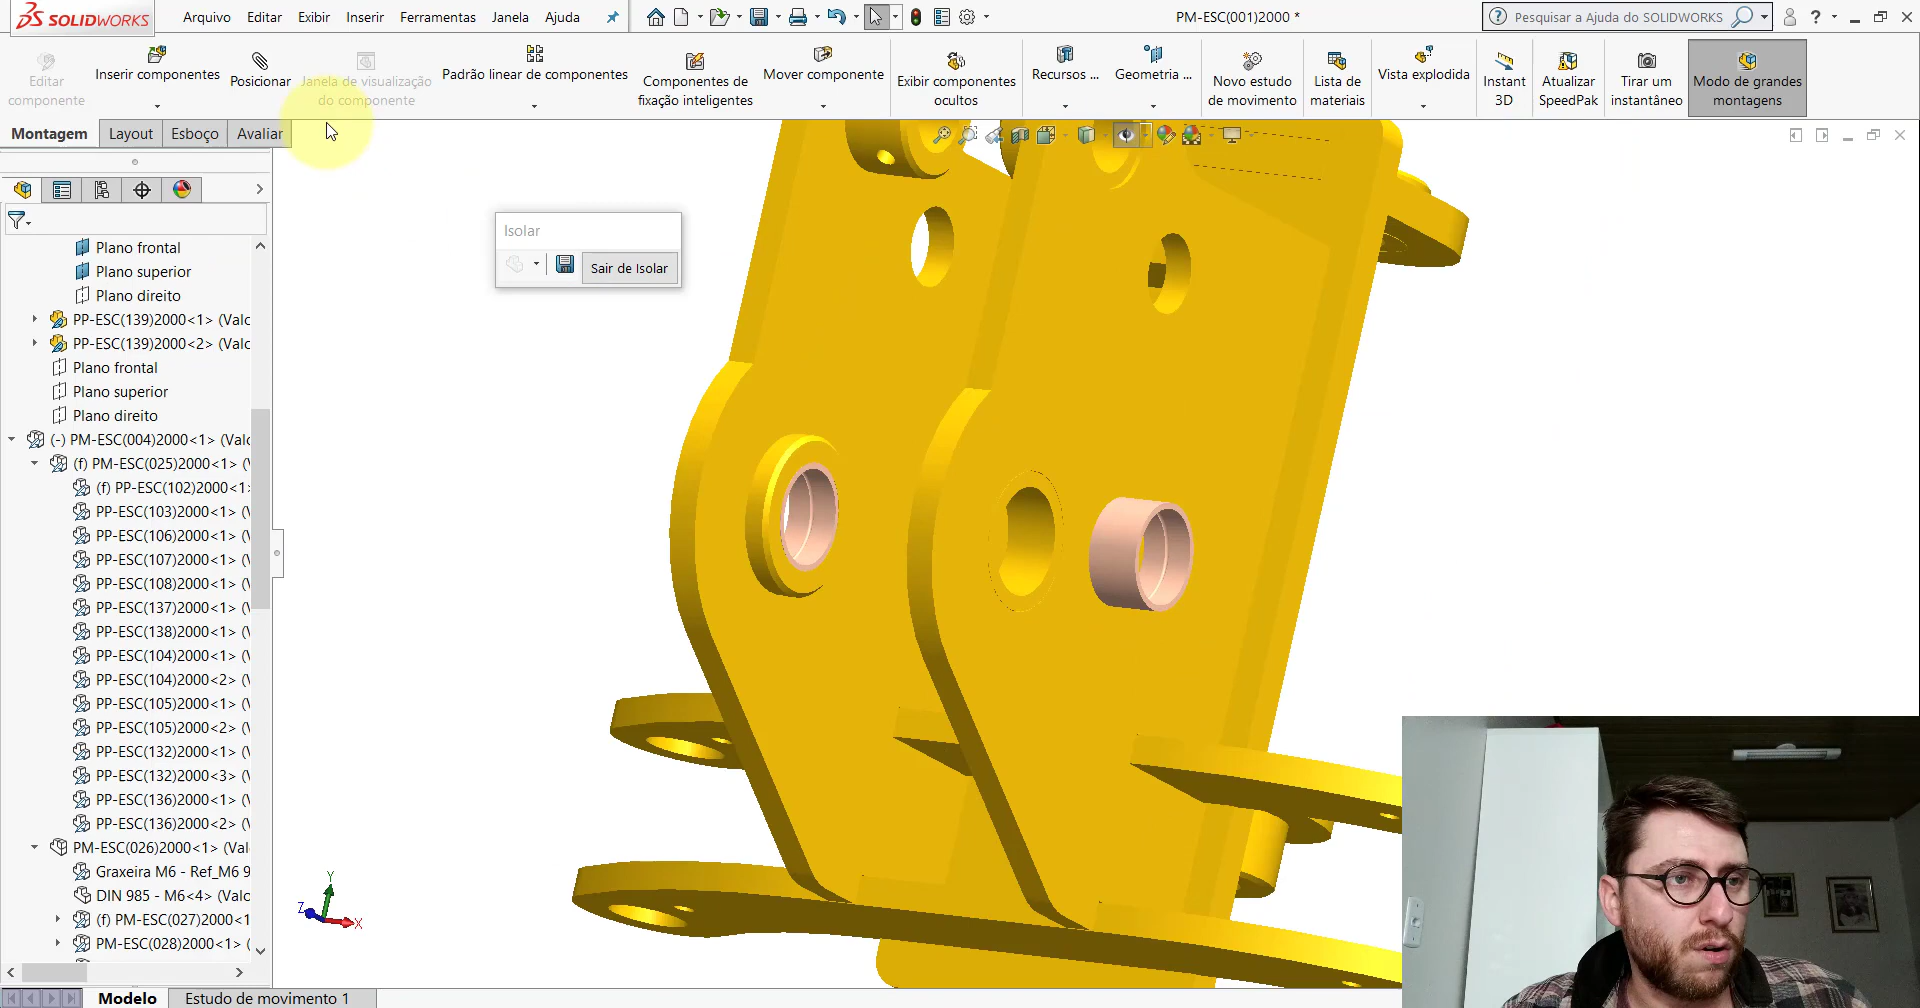 SOLIDWORKS
Arquivo Editar Exibir Inserir Ferramentas Janela Ajuda
PM-ESC(001)2000 *
Pesquisar a Ajuda do SOLIDWORKS
Editar componente
Inserir componentes
Posicionar
Janela de visualização do componente
Padrão linear de componentes
Componentes de fixação inteligentes
Mover componente
Exibir componentes ocultos
Recursos ...
Geometria ...
Novo estudo de movimento
Lista de materiais
Vista explodida
Instant 3D
Atualizar SpeedPak
Tirar um instantâneo
Modo de grandes montagens
Montagem Layout Esboço Avaliar
Isolar
Sair de Isolar
Plano frontal
Plano superior
Plano direito
PP-ESC(139)2000<1> (Valc
PP-ESC(139)2000<2> (Valc
Plano frontal
Plano superior
Plano direito
(-) PM-ESC(004)2000<1> (Valc
(f) PM-ESC(025)2000<1> (V
(f) PP-ESC(102)2000<1>
PP-ESC(103)2000<1> (V
PP-ESC(106)2000<1> (V
PP-ESC(107)2000<1> (V
PP-ESC(108)2000<1> (V
PP-ESC(137)2000<1> (V
PP-ESC(138)2000<1> (V
PP-ESC(104)2000<1> (V
PP-ESC(104)2000<2> (V
PP-ESC(105)2000<1> (V
PP-ESC(105)2000<2> (V
PP-ESC(132)2000<1> (V
PP-ESC(132)2000<3> (V
PP-ESC(136)2000<1> (V
PP-ESC(136)2000<2> (V
PM-ESC(026)2000<1> (Val
Graxeira M6 - Ref_M6 9
DIN 985 - M6<4> (Valc
(f) PM-ESC(027)2000<1
PM-ESC(028)2000<1> (
Y
Z
X
Modelo Estudo de movimento 1